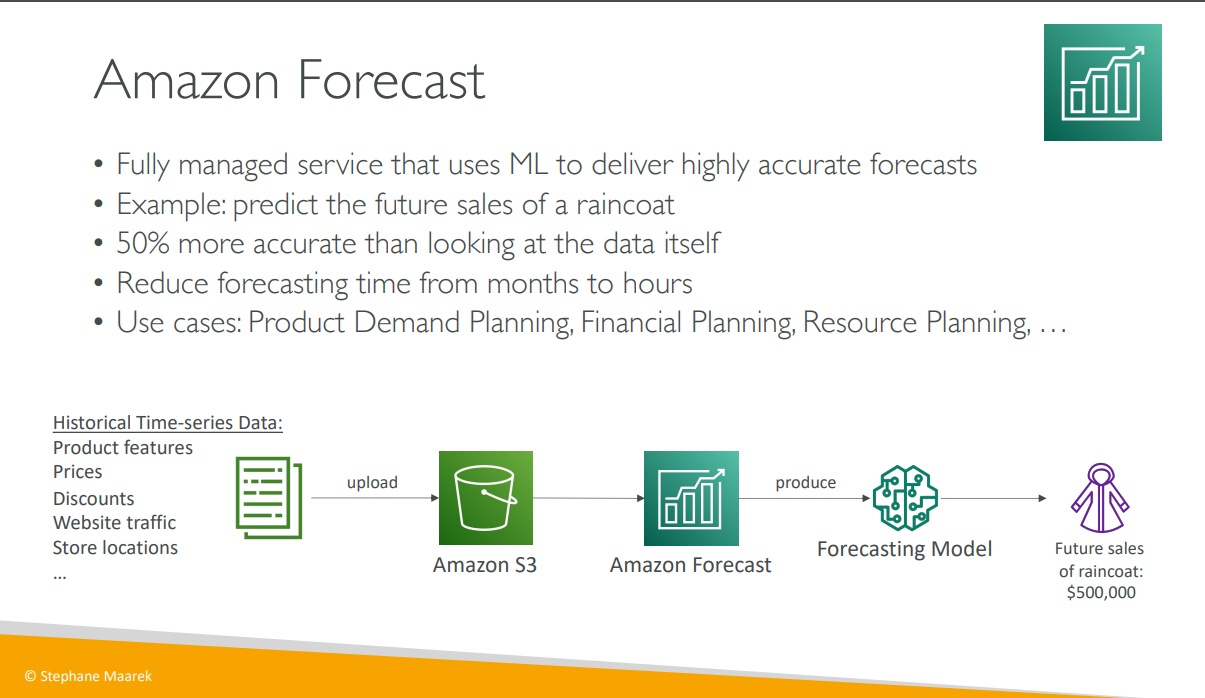 Amazon Forecast
• Fully managed service that uses ML to deliver highly accurate forecasts
• Example: predict the future sales of a raincoat
• 50% more accurate than looking at the data itself
• Reduce forecasting time from months to hours
• Use cases: Product Demand Planning, Financial Planning, Resource Planning, …
Historical Time-series Data:
Product features
Prices
Discounts
Website traffic
Store locations
…
upload
Amazon S3
Amazon Forecast
produce
Forecasting Model
Future sales
of raincoat:
$500,000
© Stephane Maarek